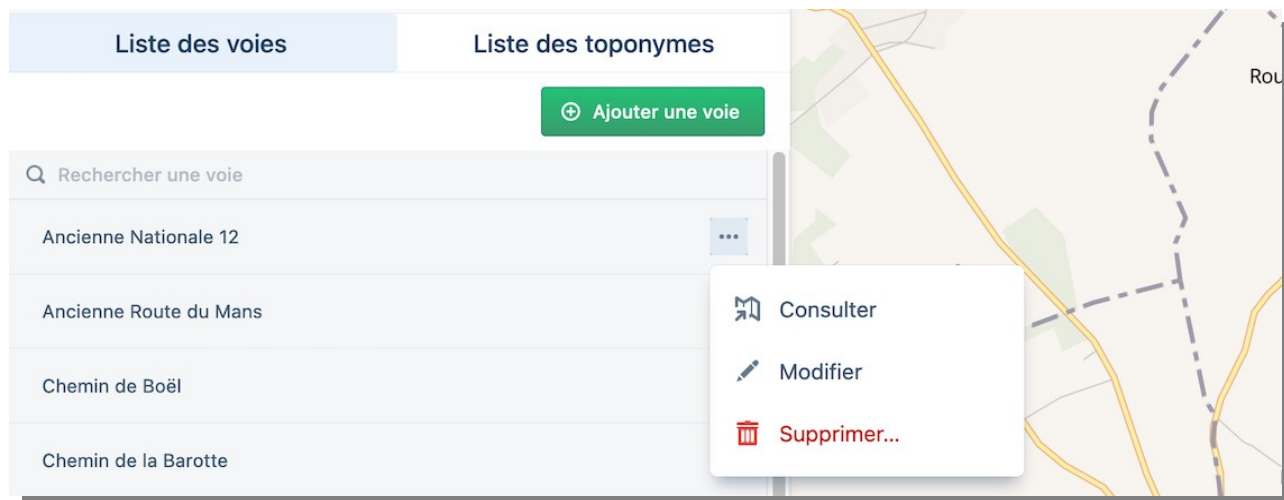 Liste des voies
Liste des toponymes
Ajouter une voie
Rechercher une voie
Ancienne Nationale 12
Ancienne Route du Mans
Chemin de Boël
Chemin de la Barotte
Consulter
Modifier
Supprimer...
Rou